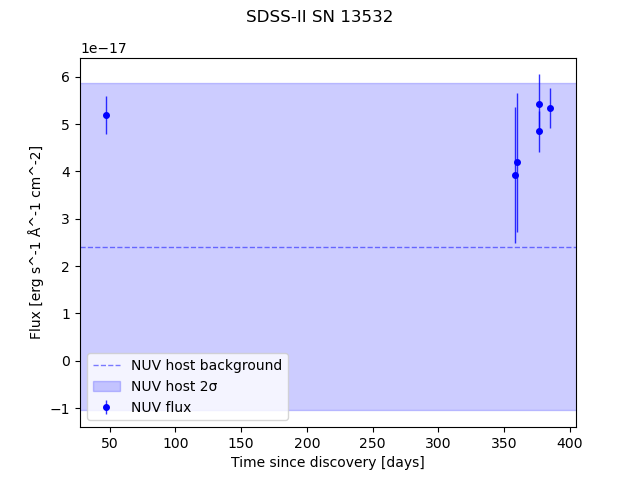 SDSS-II SN 13532
1e−17
6
5
4
3
2
1
0
−1
Flux [erg s^-1 Å^-1 cm^-2]
NUV host background
NUV host 2σ
NUV flux
50 100 150 200 250 300 350 400
Time since discovery [days]